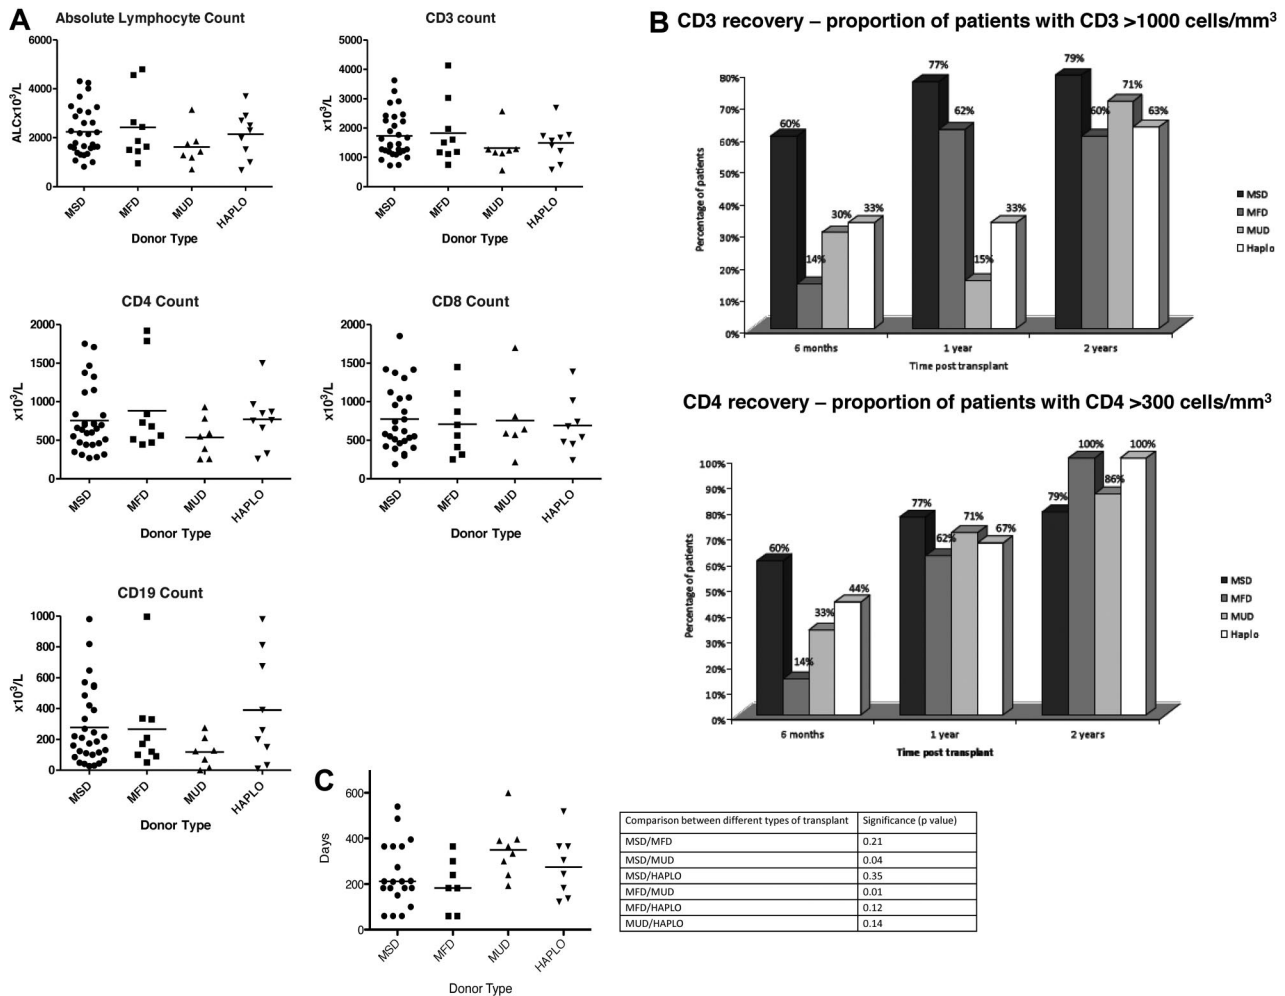 A
Absolute Lymphocyte Count
6000
4000
2000
0
ALCx10³/L
MSD
MFD
MUD
HAPLO
Donor Type
CD3 count
5000
4000
3000
2000
1000
0
x10³/L
MSD
MFD
MUD
HAPLO
Donor Type
CD4 Count
2000
1500
1000
500
0
x10³/L
MSD
MFD
MUD
HAPLO
Donor Type
CD8 Count
2000
1500
1000
500
0
x10³/L
MSD
MFD
MUD
HAPLO
Donor Type
CD19 Count
1000
800
600
400
200
0
x10³/L
MSD
MFD
MUD
HAPLO
Donor Type
B
CD3 recovery – proportion of patients with CD3 >1000 cells/mm³
80%
70%
60%
50%
40%
30%
20%
10%
0%
Percentage of patients
60%
14%
30%
33%
77%
62%
15%
33%
79%
60%
71%
63%
6 months
1 year
2 years
Time post transplant
MSD
MFD
MUD
Haplo
CD4 recovery – proportion of patients with CD4 >300 cells/mm³
100%
90%
80%
70%
60%
50%
40%
30%
20%
10%
0%
Percentage of patients
60%
14%
33%
44%
77%
62%
71%
67%
79%
100%
86%
100%
6 months
1 year
2 years
Time post transplant
MSD
MFD
MUD
Haplo
C
600
400
200
0
Days
MSD
MFD
MUD
HAPLO
Donor Type
Comparison between different types of transplant Significance (p value)
MSD/MFD 0.21
MSD/MUD 0.04
MSD/HAPLO 0.35
MFD/MUD 0.01
MFD/HAPLO 0.12
MUD/HAPLO 0.14